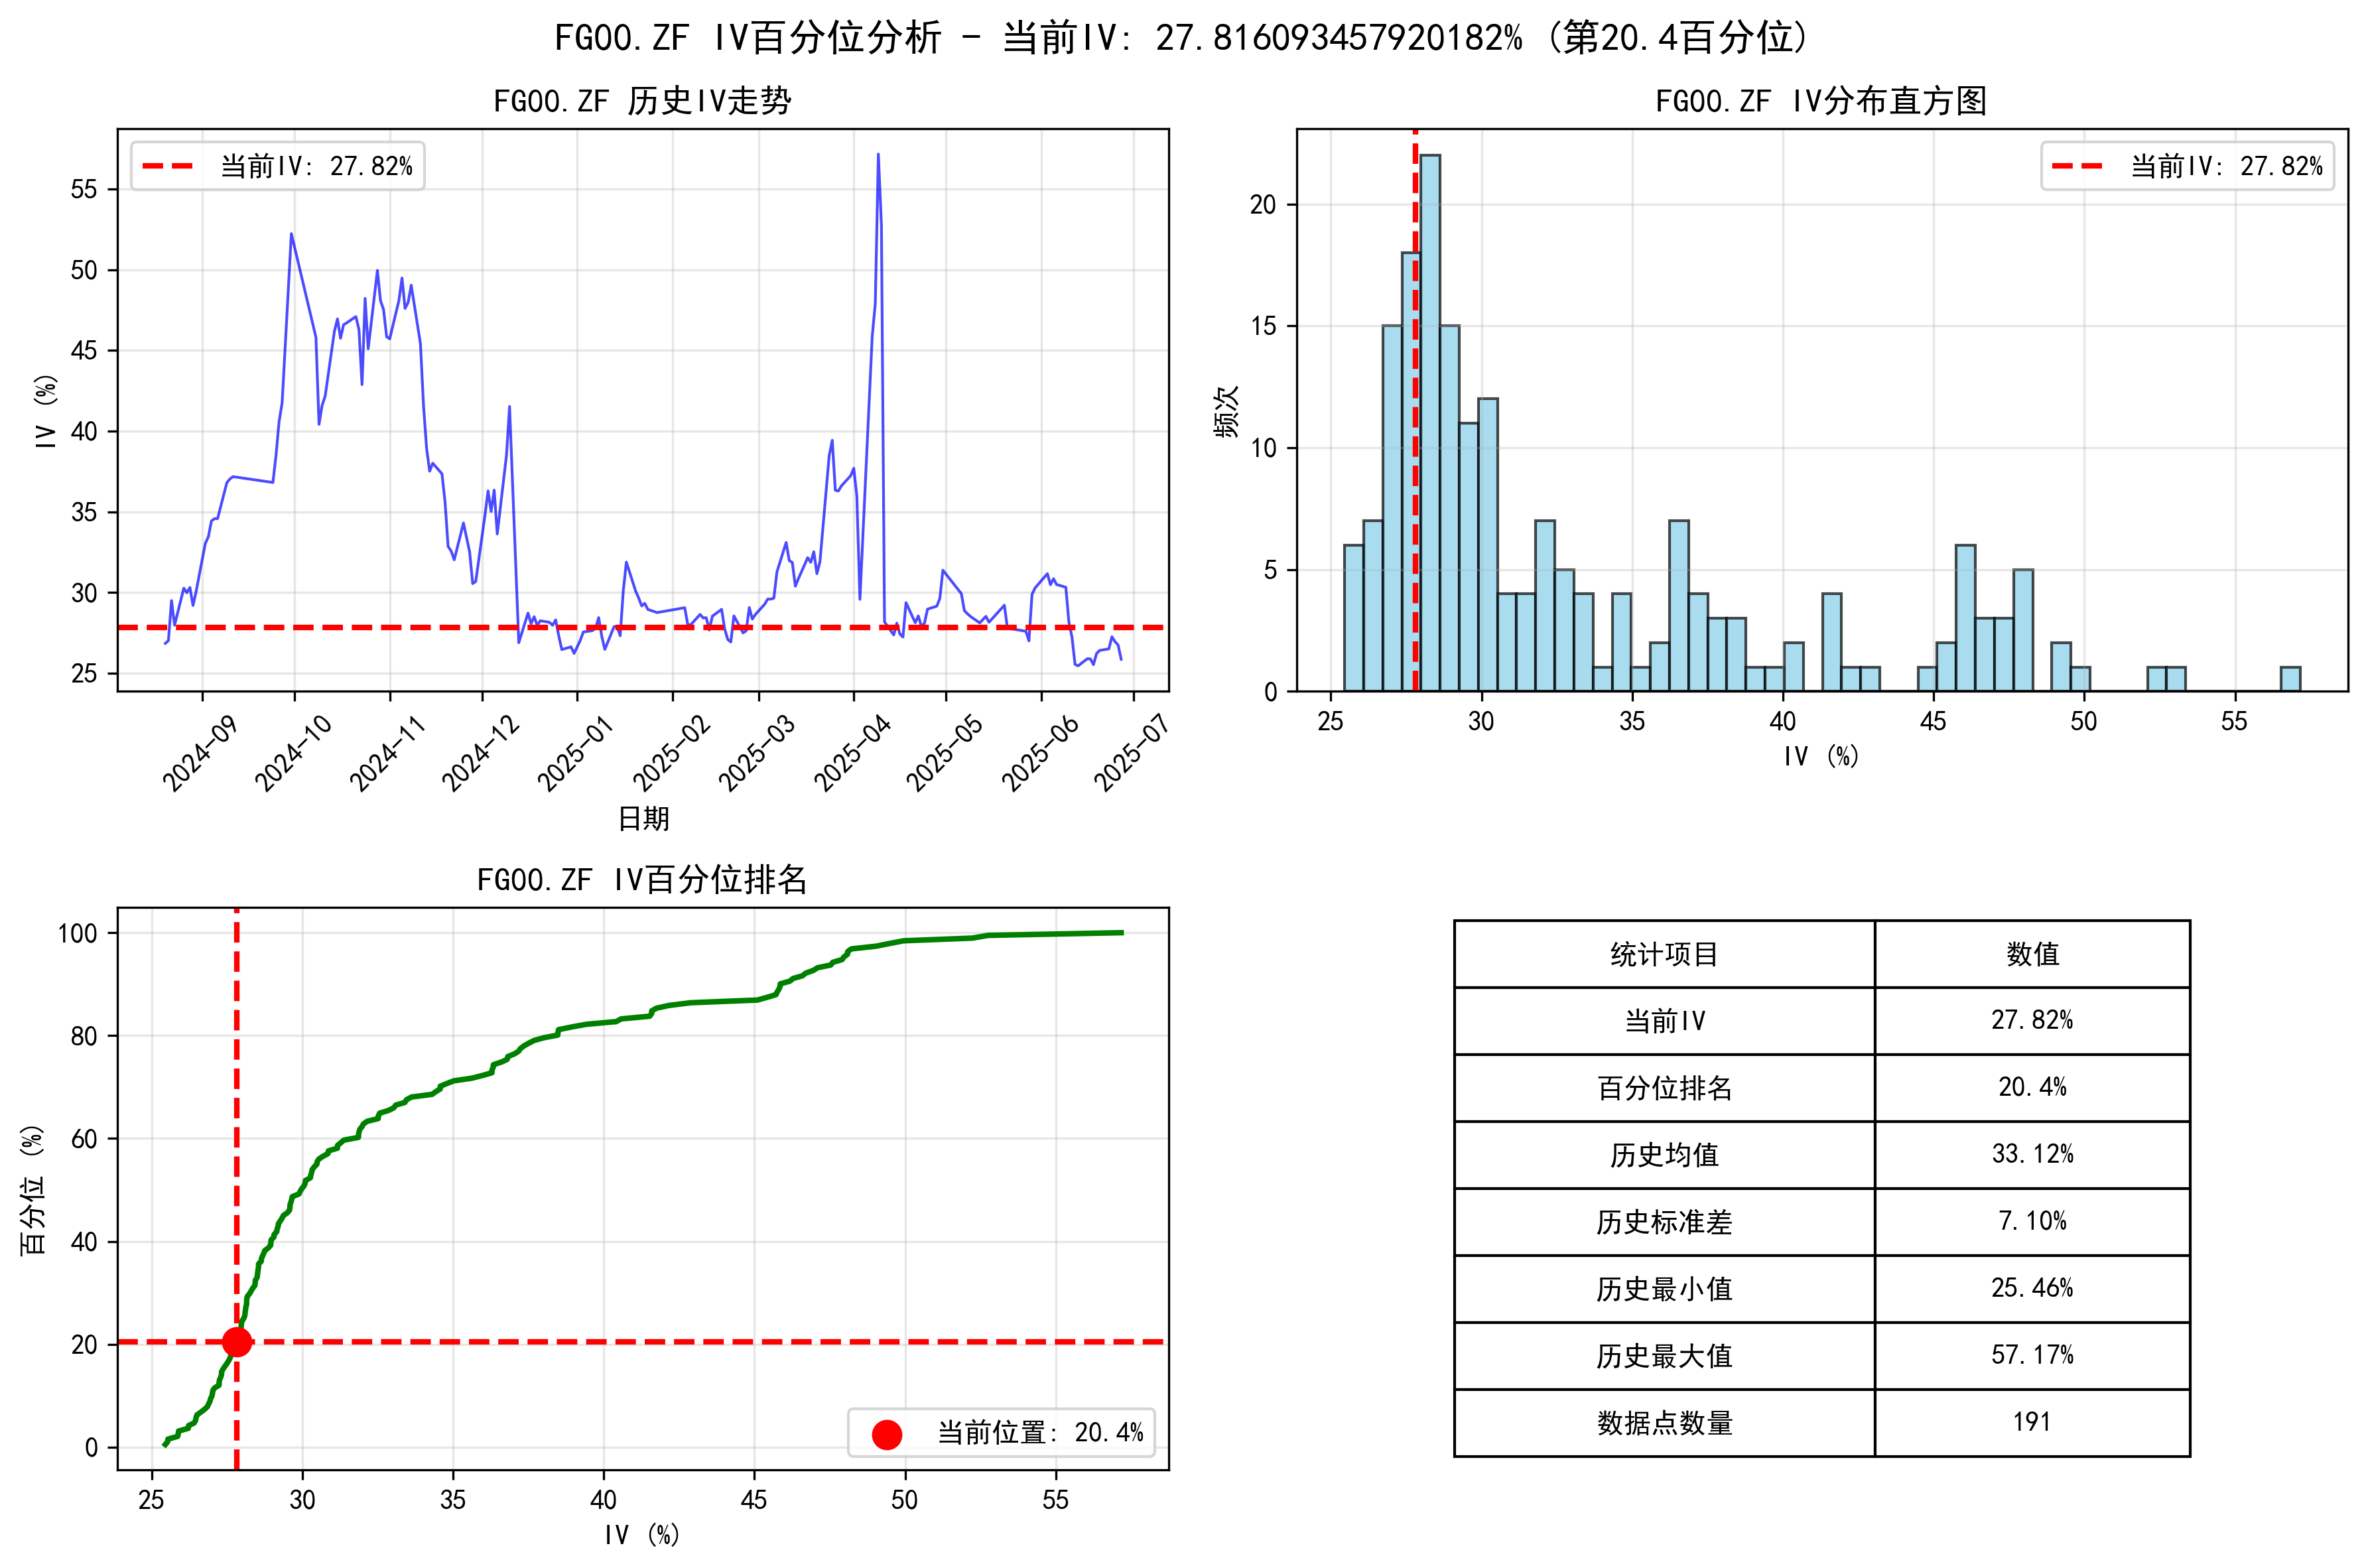 FG00.ZF IV百分位分析 - 当前IV: 27.816093457920182% (第20.4百分位)
FG00.ZF 历史IV走势
当前IV: 27.82%
IV (%)
55
50
45
40
35
30
25
2024-09
2024-10
2024-11
2024-12
2025-01
2025-02
2025-03
2025-04
2025-05
2025-06
2025-07
日期
FG00.ZF IV分布直方图
当前IV: 27.82%
频次
20
15
10
5
0
25
30
35
40
45
50
55
IV (%)
FG00.ZF IV百分位排名
百分位 (%)
100
80
60
40
20
0
当前位置: 20.4%
25
30
35
40
45
50
55
IV (%)
统计项目 数值
当前IV 27.82%
百分位排名 20.4%
历史均值 33.12%
历史标准差 7.10%
历史最小值 25.46%
历史最大值 57.17%
数据点数量 191